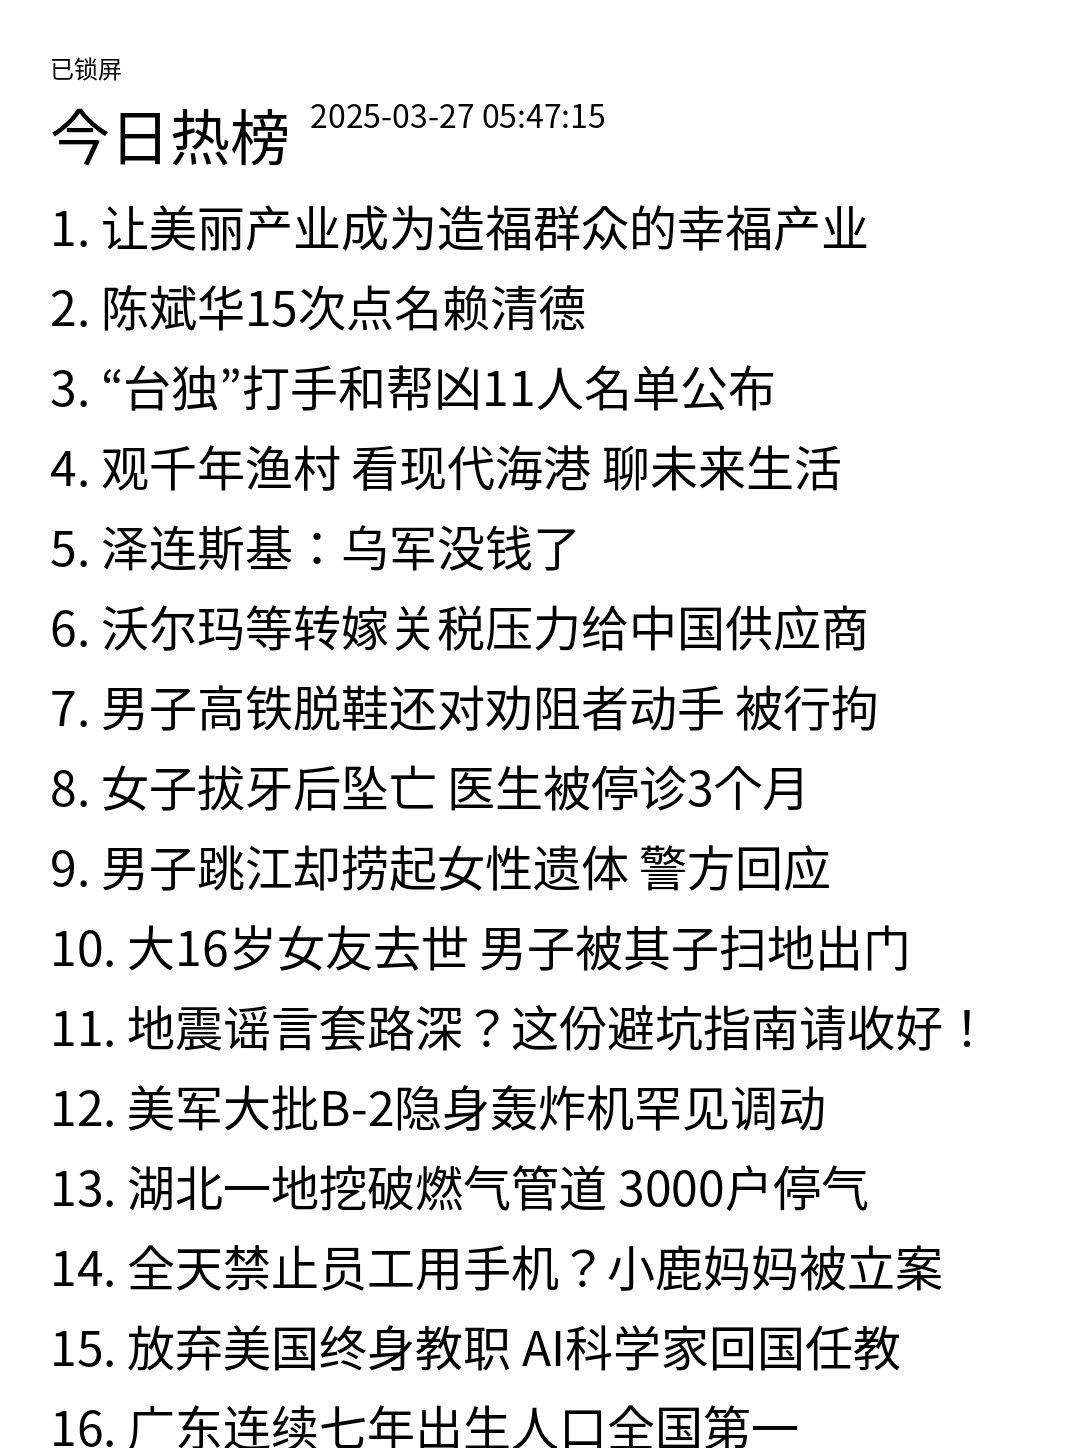 已锁屏
今日热榜 2025-03-27 05:47:15
1. 让美丽产业成为造福群众的幸福产业
2. 陈斌华15次点名赖清德
3. “台独”打手和帮凶11人名单公布
4. 观千年渔村 看现代海港 聊未来生活
5. 泽连斯基：乌军没钱了
6. 沃尔玛等转嫁关税压力给中国供应商
7. 男子高铁脱鞋还对劝阻者动手 被行拘
8. 女子拔牙后坠亡 医生被停诊3个月
9. 男子跳江却捞起女性遗体 警方回应
10. 大16岁女友去世 男子被其子扫地出门
11. 地震谣言套路深？这份避坑指南请收好！
12. 美军大批B-2隐身轰炸机罕见调动
13. 湖北一地挖破燃气管道 3000户停气
14. 全天禁止员工用手机？小鹿妈妈被立案
15. 放弃美国终身教职 AI科学家回国任教
16. 广东连续七年出生人口全国第一